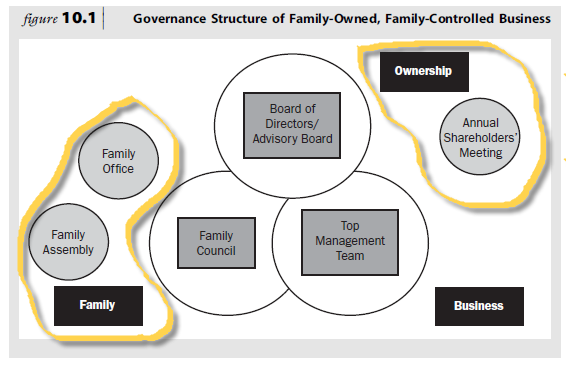 figure 10.1
Governance Structure of Family-Owned, Family-Controlled Business
Ownership
Board of
Directors/
Advisory Board
Annual
Shareholders'
Meeting
Family
Office
Family
Assembly
Family
Council
Top
Management
Team
Family
Business